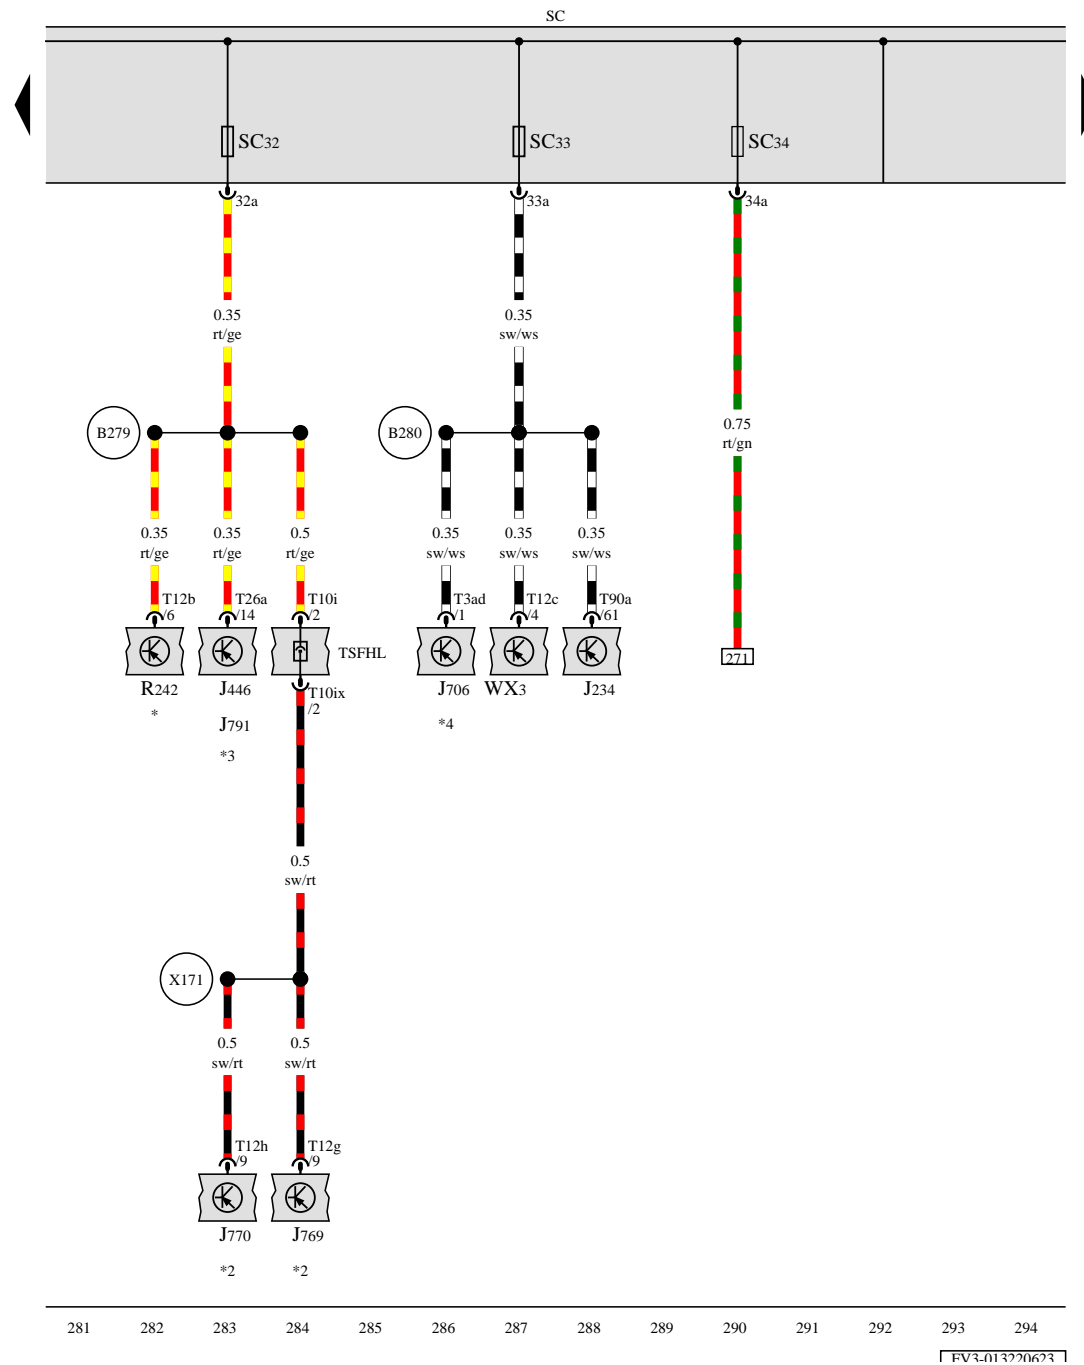 SC
SC32
SC33
SC34
32a
33a
34a
0.35
rt/ge
0.35
sw/ws
0.75
rt/gn
B279
B280
0.35
rt/ge
0.35
rt/ge
0.5
rt/ge
0.35
sw/ws
0.35
sw/ws
0.35
sw/ws
T12b
/6
T26a
/14
T10i
/2
T3ad
/1
T12c
/4
T90a
/61
TSFHL
271
R242
*
J446
J791
*3
T10ix
/2
J706
*4
WX3
J234
0.5
sw/rt
X171
0.5
sw/rt
0.5
sw/rt
T12h
/9
T12g
/9
J770
*2
J769
*2
281 282 283 284 285 286 287 288 289 290 291 292 293 294
EV3-013220623